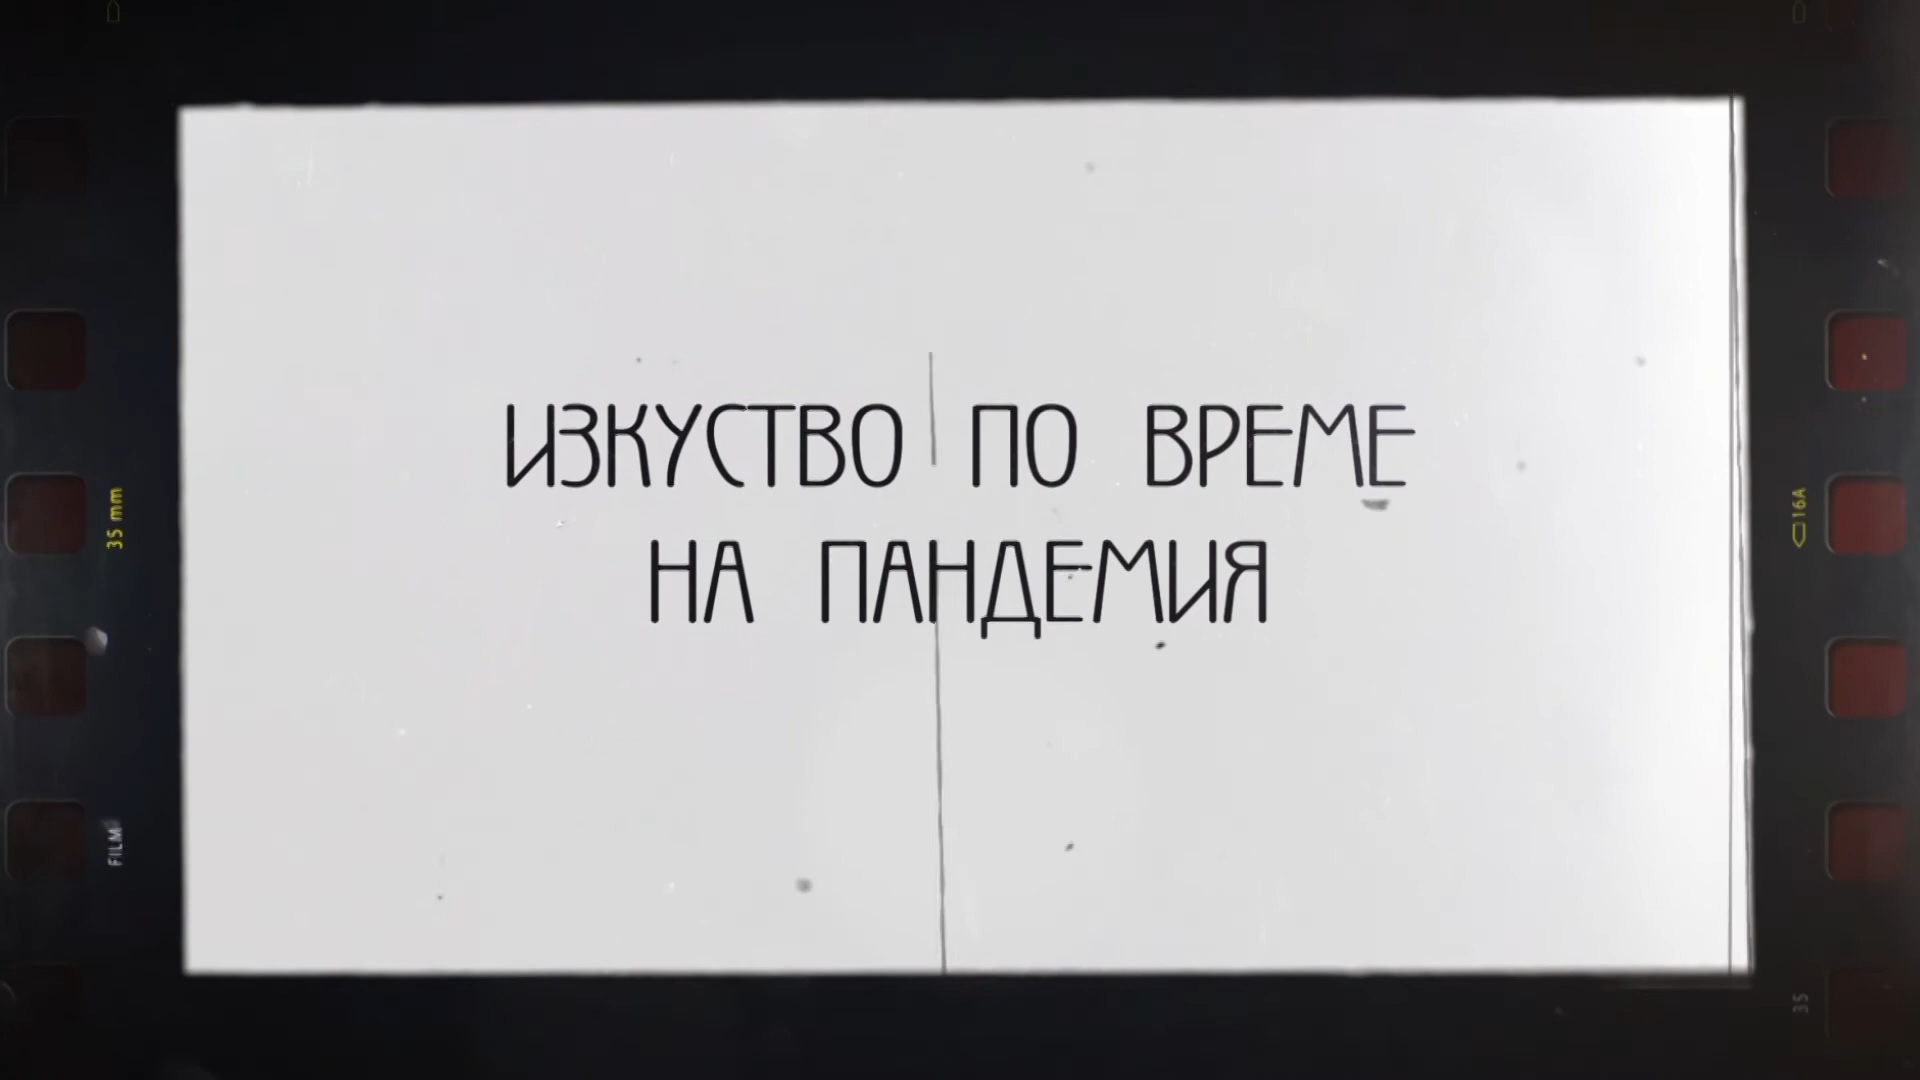 ИЗКУСТВО ПО ВРЕМЕ
НА ПАНДЕМИЯ
35 mm
FILM
16A
35